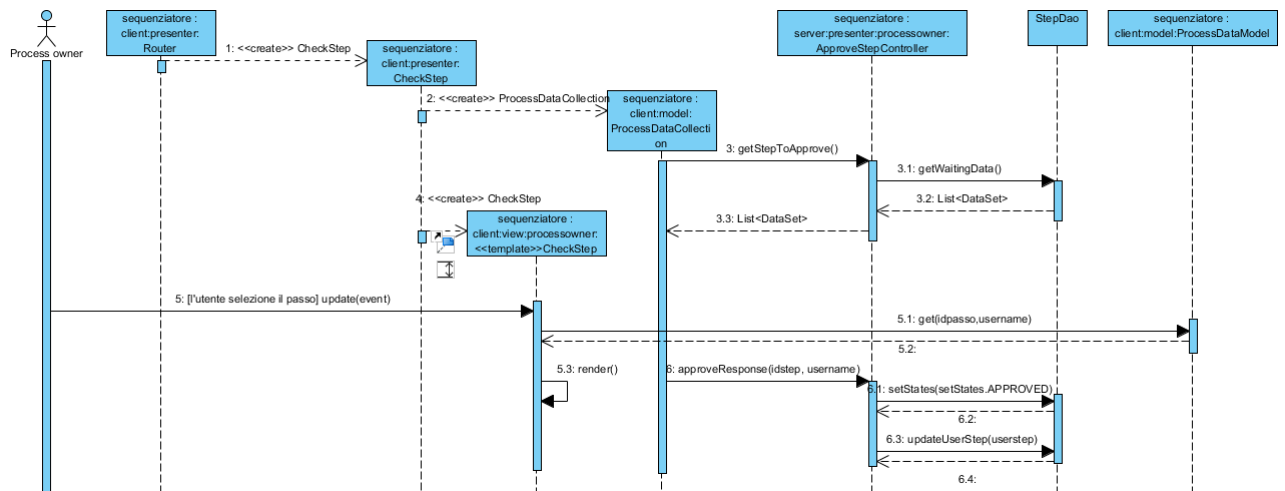 Process owner
sequenziatore :
client:presenter:
Router
1: <<create>> CheckStep
sequenziatore :
client:presenter:
CheckStep
2: <<create>> ProcessDataCollection
sequenziatore :
client:model:
ProcessDataCollecti
on
sequenziatore :
server:presenter:processowner:
ApproveStepController
StepDao
sequenziatore :
client:model:ProcessDataModel
3: getStepToApprove()
3.1: getWaitingData()
3.2: List<DataSet>
3.3: List<DataSet>
4: <<create>> CheckStep
sequenziatore :
client:view:processowner:
<<template>>CheckStep
5: [l'utente selezione il passo] update(event)
5.1: get(idpasso,username)
5.2:
5.3: render()
6: approveResponse(idstep, username)
6.1: setStates(setStates.APPROVED)
6.2:
6.3: updateUserStep(userstep)
6.4: